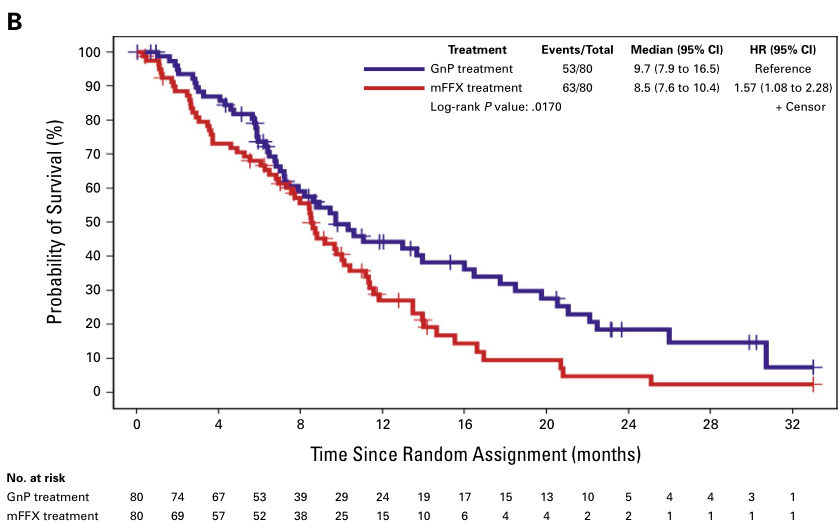 B
Treatment Events/Total Median (95% CI) HR (95% CI)
GnP treatment 53/80 9.7 (7.9 to 16.5) Reference
mFFX treatment 63/80 8.5 (7.6 to 10.4) 1.57 (1.08 to 2.28)
Log-rank P value: .0170 + Censor
Probability of Survival (%)
100
90
80
70
60
50
40
30
20
10
0
0 4 8 12 16 20 24 28 32
Time Since Random Assignment (months)
No. at risk
GnP treatment 80 74 67 53 39 29 24 19 17 15 13 10 5 4 4 3 1
mFFX treatment 80 69 57 52 38 25 15 10 6 4 4 2 2 1 1 1 1